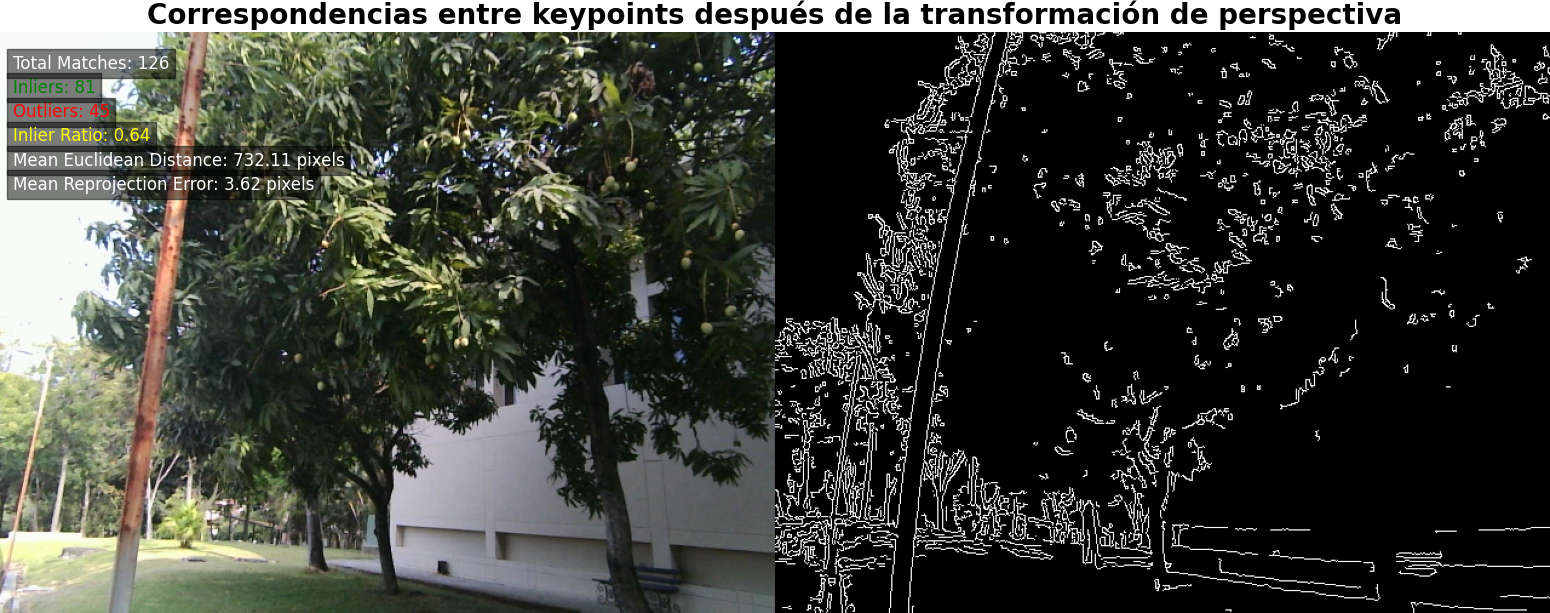 Correspondencias entre keypoints después de la transformación de perspectiva
Total Matches: 126
Inliers: 81
Outliers: 45
Inlier Ratio: 0.64
Mean Euclidean Distance: 732.11 pixels
Mean Reprojection Error: 3.62 pixels